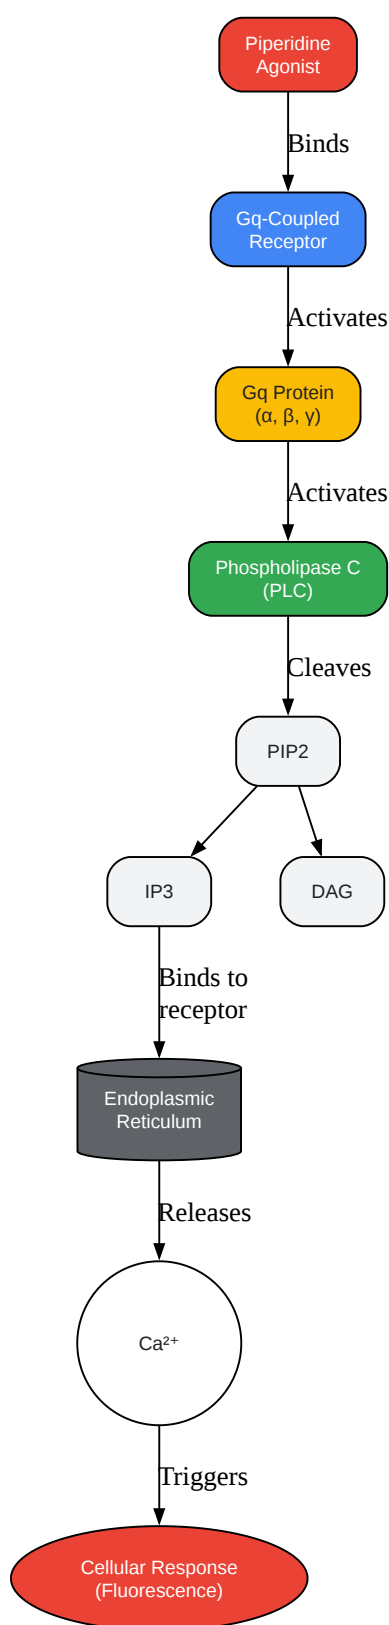 Piperidine
Agonist
Binds
Gq-Coupled
Receptor
Activates
Gq Protein
(α, β, γ)
Activates
Phospholipase C
(PLC)
Cleaves
PIP2
IP3
DAG
Binds to
receptor
Endoplasmic
Reticulum
Releases
Ca²⁺
Triggers
Cellular Response
(Fluorescence)